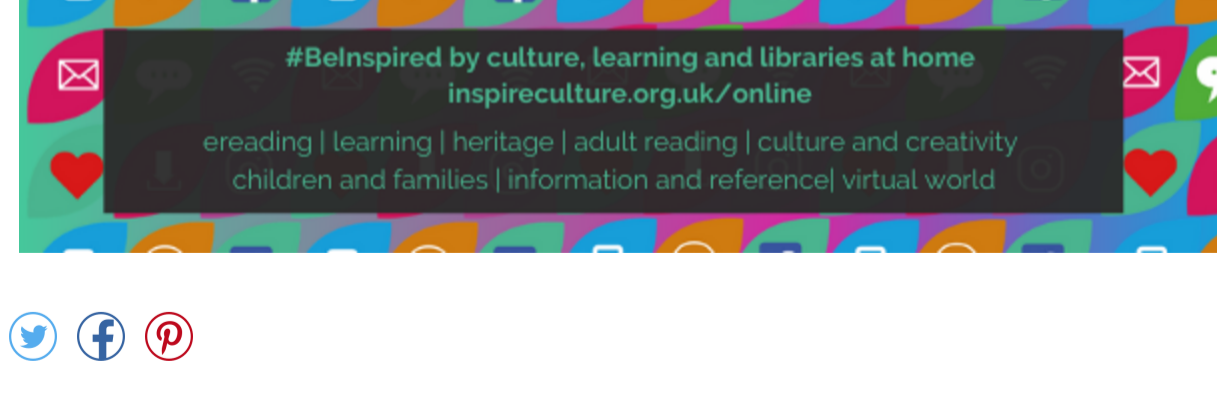 #BeInspired by culture, learning and libraries at home
inspireculture.org.uk/online
ereading | learning | heritage | adult reading | culture and creativity
children and families | information and reference| virtual world